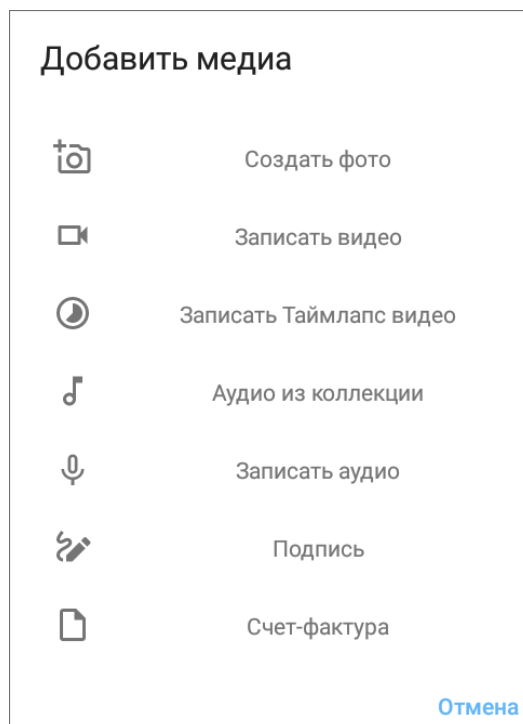 Добавить медиа
Создать фото
Записать видео
Записать Таймлапс видео
Аудио из коллекции
Записать аудио
Подпись
Счет-фактура
Отмена